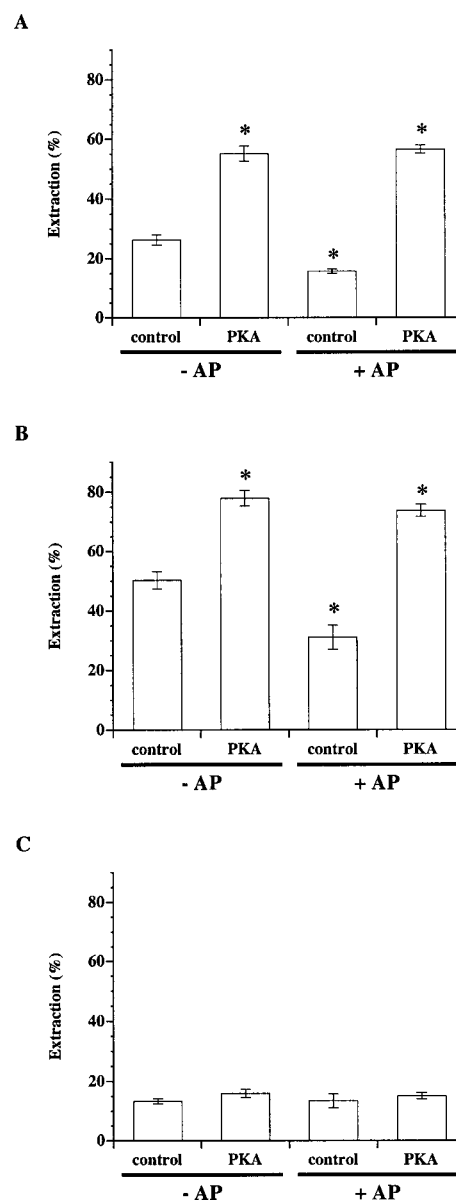 A
80
60
40
20
0
Extraction (%)
*
*
*
control PKA control PKA
- AP + AP
B
80
60
40
20
0
Extraction (%)
*
*
*
control PKA control PKA
- AP + AP
C
80
60
40
20
0
Extraction (%)
control PKA control PKA
- AP + AP